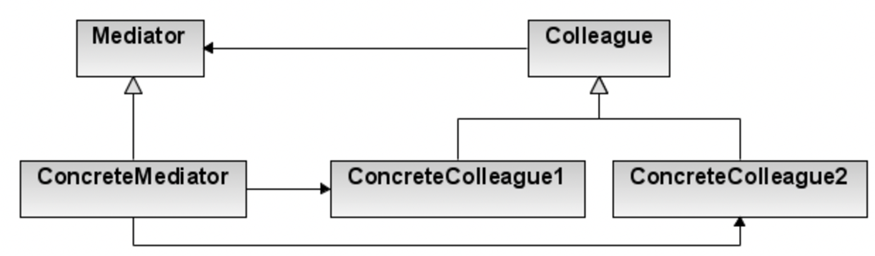 Mediator
Colleague
ConcreteMediator
ConcreteColleague1
ConcreteColleague2